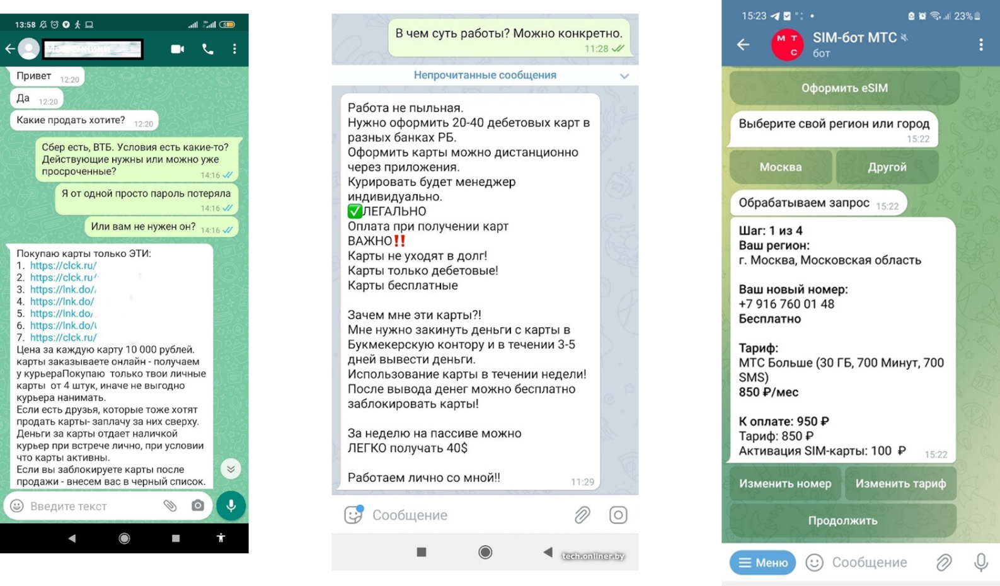 13:58
Мошенники
Привет 12:20
Да 12:20
Какие продать хотите? 12:20
Сбер есть, ВТБ. Условия есть какие-то?
Действующие нужны или можно уже
просроченные? 14:16
Я от одной просто пароль потеряла
14:16
Или вам не нужен он? 14:16
Покупаю карты только ЭТИ:
1. https://clck.ru/
2. https://clck.ru/
3. https://lnk.do/
4. https://lnk.do/
5. https://lnk.do/
6. https://lnk.do/
7. https://clck.ru/
Цена за каждую карту 10 000 рублей.
карты заказываете онлайн - получаем
у курьераПокупаю только твои личные
карты от 4 штук, иначе не выгодно
курьера нанимать.
Если есть друзья, которые тоже хотят
продать карты- заплачу за них сверху.
Деньги за карты отдает наличкой
курьер при встрече лично, при условии
что карты активны.
Если вы заблокируете карты после
продажи - внесем вас в черный список.
Введите текст
В чем суть работы? Можно конкретно.
11:28
Непрочитанные сообщения
Работа не пыльная.
Нужно оформить 20-40 дебетовых карт в
разных банках РБ.
Оформить карты можно дистанционно
через приложения.
Курировать будет менеджер
индивидуально.
✅ЛЕГАЛЬНО
Оплата при получении карт
ВАЖНО‼️
Карты не уходят в долг!
Карты только дебетовые!
Карты бесплатные
Зачем мне эти карты?!
Мне нужно закинуть деньги с карты в
Букмекерскую контору и в течении 3-5
дней вывести деньги.
Использование карты в течении недели!
После вывода денег можно бесплатно
заблокировать карты!
За неделю на пассиве можно
ЛЕГКО получать 40$
Работаем лично со мной!! 11:29
Сообщение
tech.onliner.by
15:23 23%
МТС
SIM-бот МТС
бот
Оформить eSIM
Выберите свой регион или город
15:22
Москва Другой
Обрабатываем запрос 15:22
Шаг: 1 из 4
Ваш регион:
г. Москва, Московская область
Ваш новый номер:
+7 916 760 01 48
Бесплатно
Тариф:
МТС Больше (30 ГБ, 700 Минут, 700
SMS)
850 ₽/мес
К оплате: 950 ₽
Тариф: 850 ₽
Активация SIM-карты: 100 ₽ 15:22
Изменить номер Изменить тариф
Продолжить
Меню Сообщение